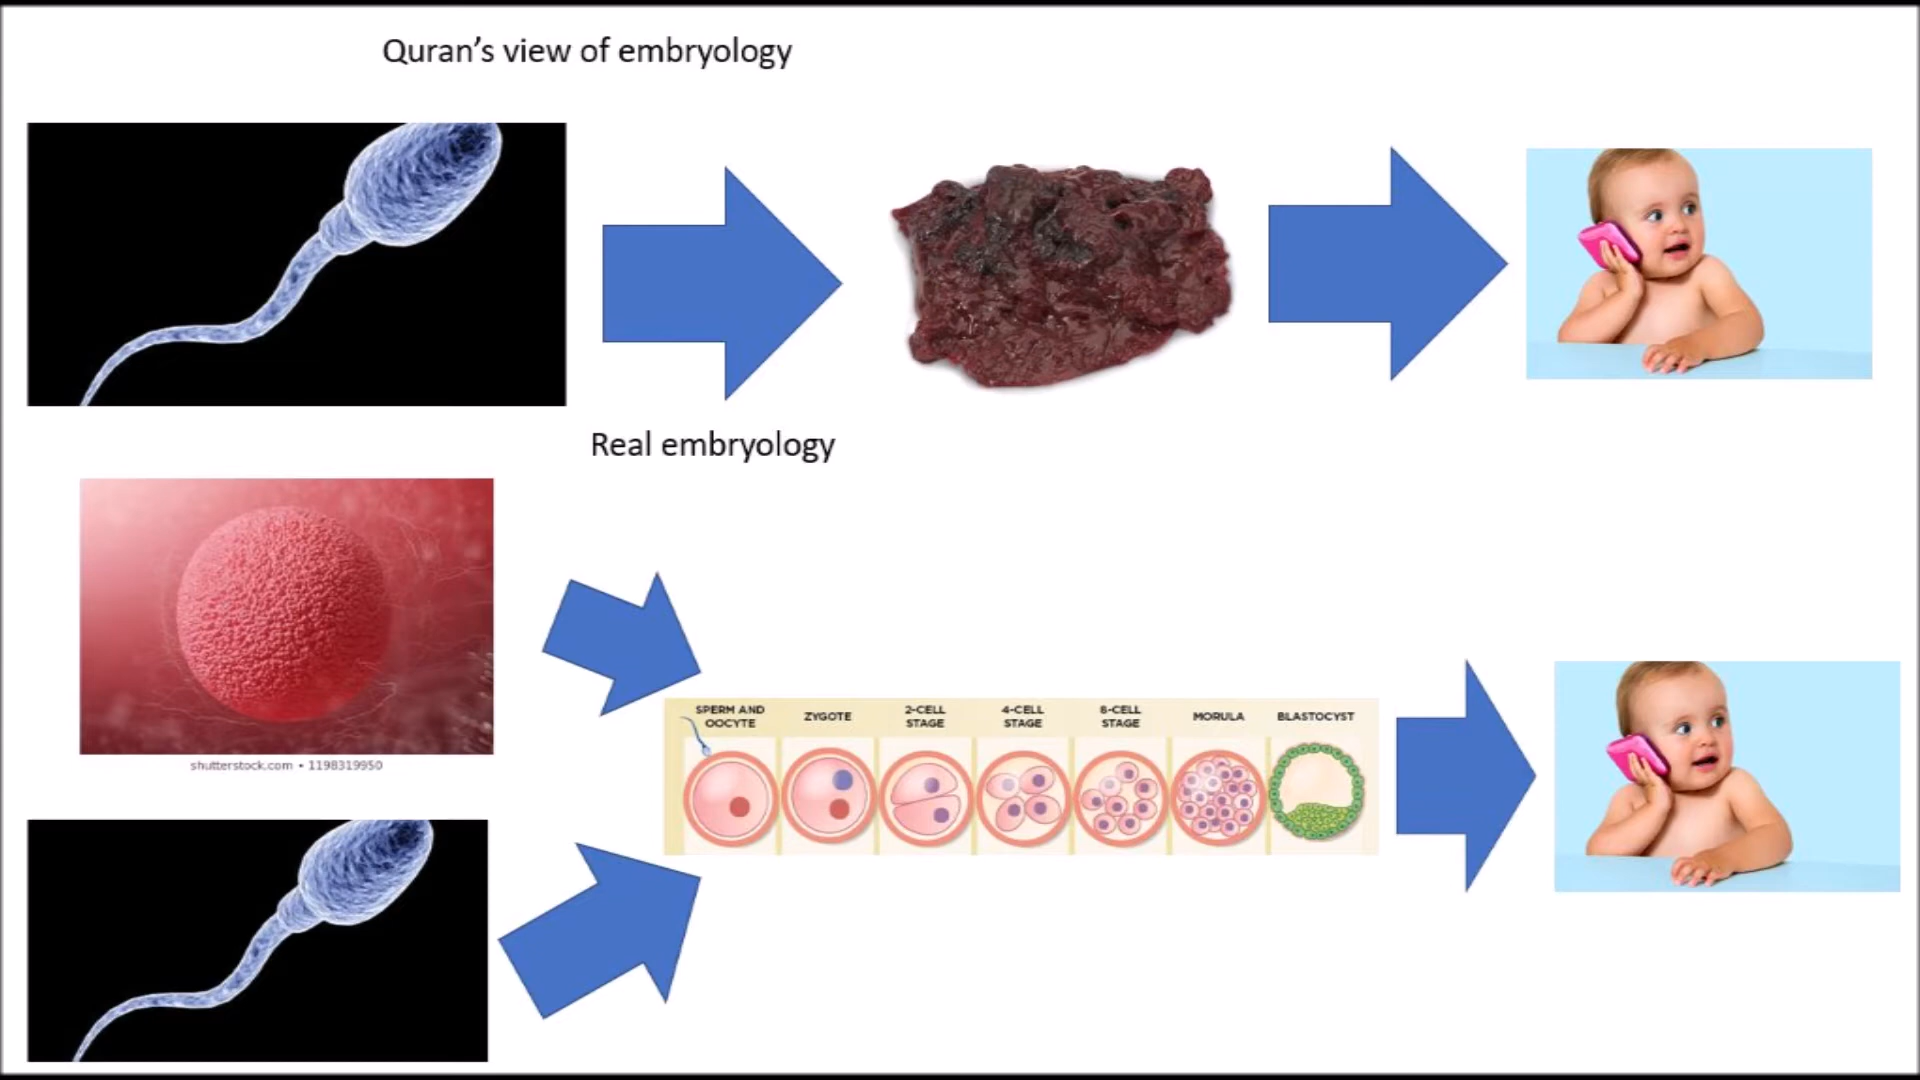 Quran's view of embryology
Real embryology
shutterstock.com • 1198319950
SPERM AND
OOCYTE
ZYGOTE
2-CELL
STAGE
4-CELL
STAGE
8-CELL
STAGE
MORULA
BLASTOCYST